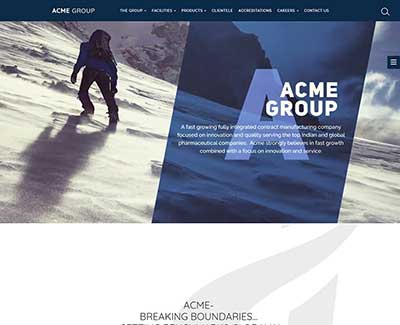 ACME GROUP
THE GROUP FACILITIES PRODUCTS CLIENTELE ACCREDITATIONS CAREERS CONTACT US
A
ACME
GROUP
A fast growing fully integrated contract manufacturing company
focused on innovation and quality serving the top Indian and global
pharmaceutical companies. Acme strongly believes in fast growth
combined with a focus on innovation and service.
ACME-
BREAKING BOUNDARIES...